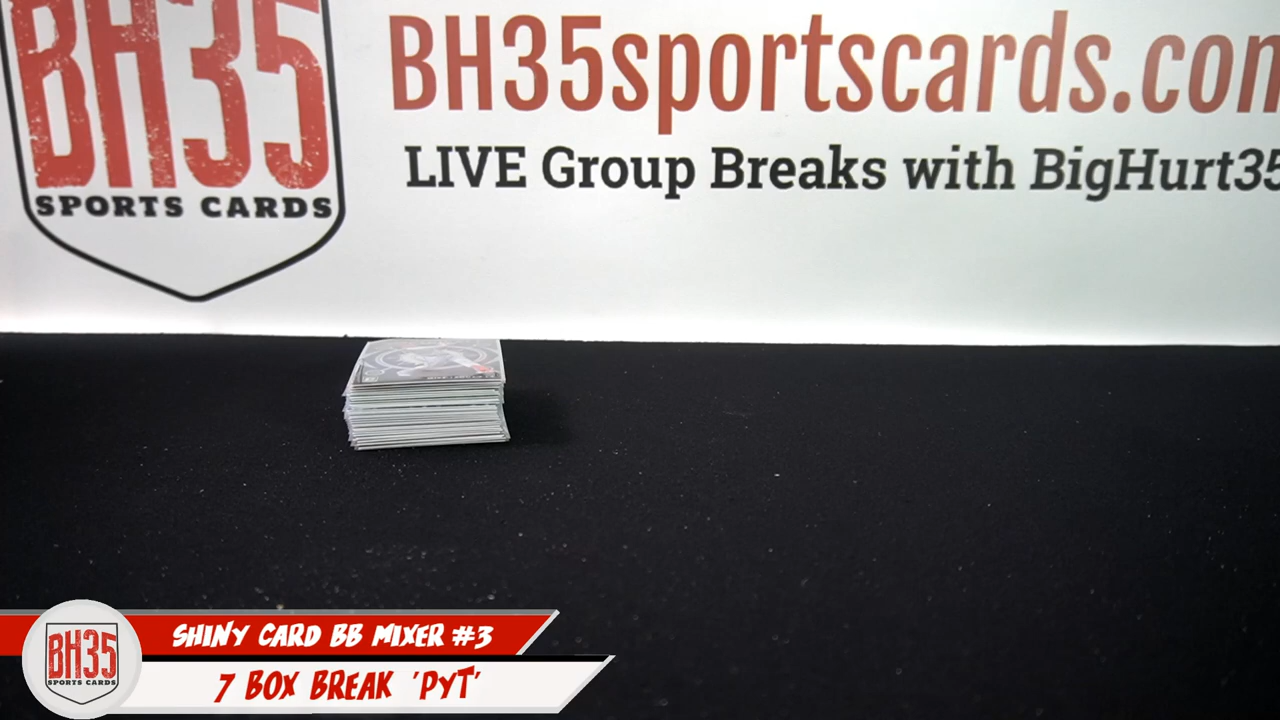 BH35
SPORTS CARDS
BH35sportscards.com
LIVE Group Breaks with BigHurt35
SHINY CARD BB MIXER #3
7 BOX BREAK 'PYT'
BH35
SPORTS CARDS